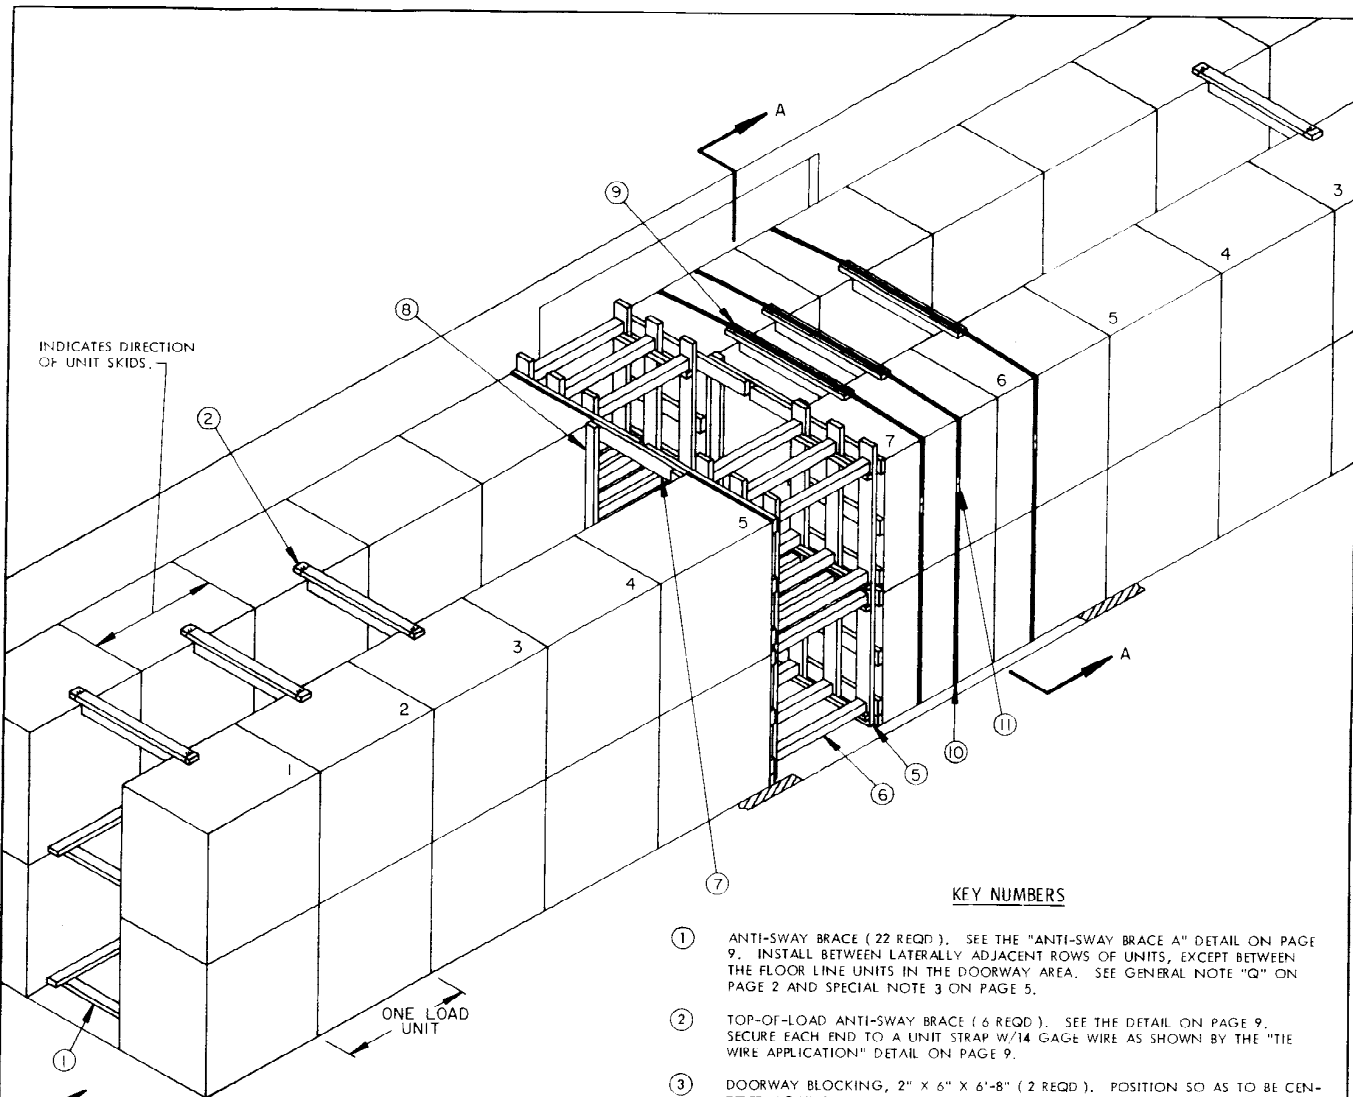 A
9
3
4
8
5
INDICATES DIRECTION
OF UNIT SKIDS.
6
2
7
5
4
3
A
2
11
1
10
5
6
7
KEY NUMBERS
1 ANTI-SWAY BRACE ( 22 REQD ). SEE THE "ANTI-SWAY BRACE A" DETAIL ON PAGE
9. INSTALL BETWEEN LATERALLY ADJACENT ROWS OF UNITS, EXCEPT BETWEEN
THE FLOOR LINE UNITS IN THE DOORWAY AREA. SEE GENERAL NOTE "Q" ON
PAGE 2 AND SPECIAL NOTE 3 ON PAGE 5.
ONE LOAD
UNIT
2 TOP-OF-LOAD ANTI-SWAY BRACE ( 6 REQD ). SEE THE DETAIL ON PAGE 9.
SECURE EACH END TO A UNIT STRAP W/14 GAGE WIRE AS SHOWN BY THE "TIE
WIRE APPLICATION" DETAIL ON PAGE 9.
1
3 DOORWAY BLOCKING, 2" X 6" X 6'-8" ( 2 REQD ). POSITION SO AS TO BE CEN-